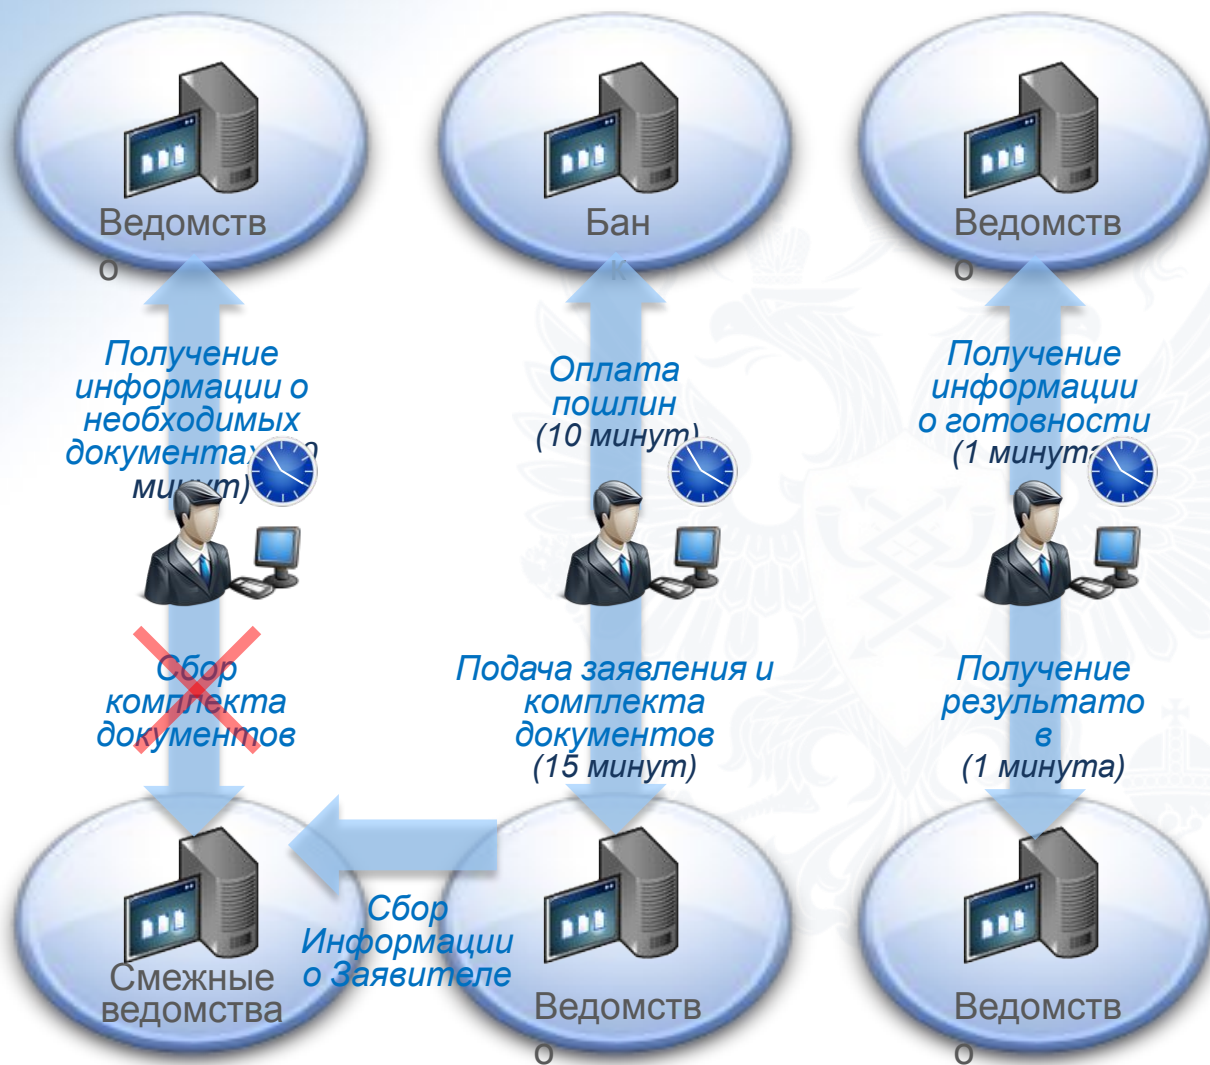 Ведомств
о
Бан
к
Ведомств
о
Получение
информации о
необходимых
документах
минут)
Оплата
пошлин
(10 минут)
Получение
информации
о готовности
(1 минута
Сбор
комплекта
документов
Подача заявления и
комплекта
документов
(15 минут)
Получение
результато
в
(1 минута)
Сбор
Информации
о Заявителе
Смежные
ведомства
Ведомств
о
Ведомств
о